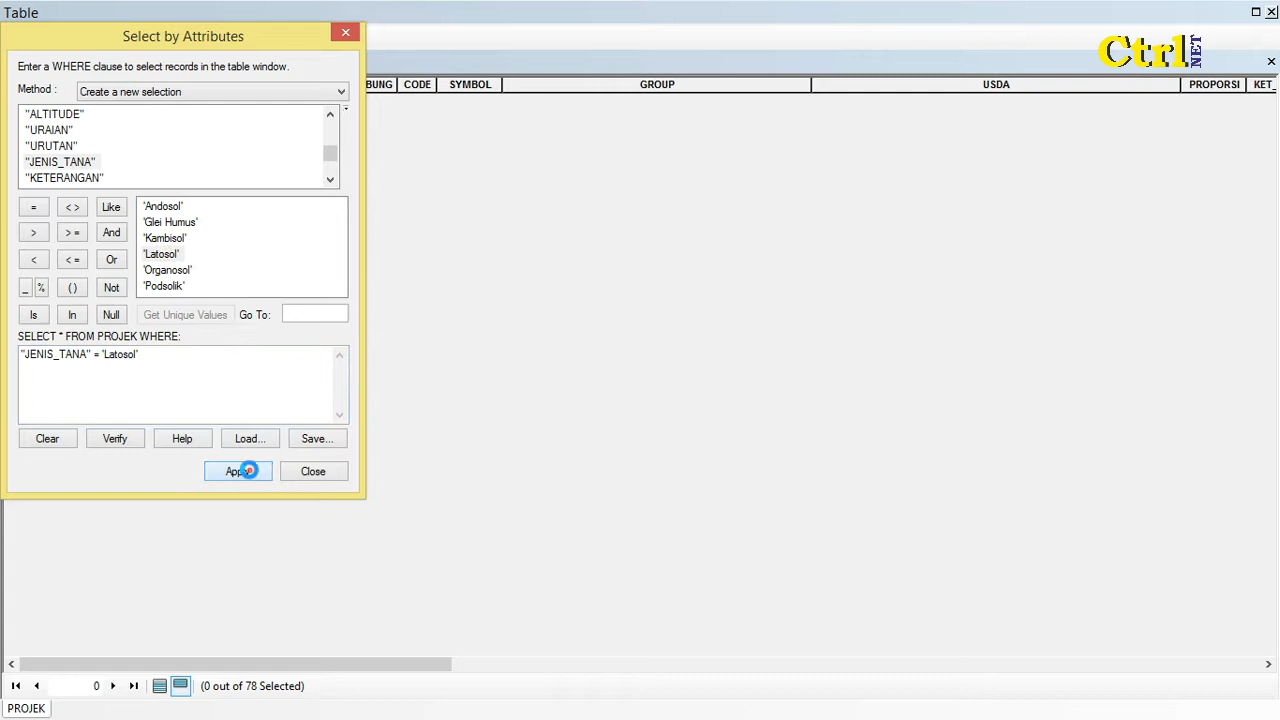 Table
Select by Attributes
Ctrl NET
Enter a WHERE clause to select records in the table window.
Method : Create a new selection
BUNG CODE SYMBOL GROUP USDA PROPORSI KET_
"ALTITUDE"
"URAIAN"
"URUTAN"
"JENIS_TANA"
"KETERANGAN"
= < > Like
> > = And
< < = Or
_ % ( ) Not
Is In Null
'Andosol'
'Glei Humus'
'Kambisol'
'Latosol'
'Organosol'
'Podsolik'
Get Unique Values Go To:
SELECT * FROM PROJEK WHERE:
"JENIS_TANA" = 'Latosol'
Clear Verify Help Load... Save...
Close
0 (0 out of 78 Selected)
PROJEK